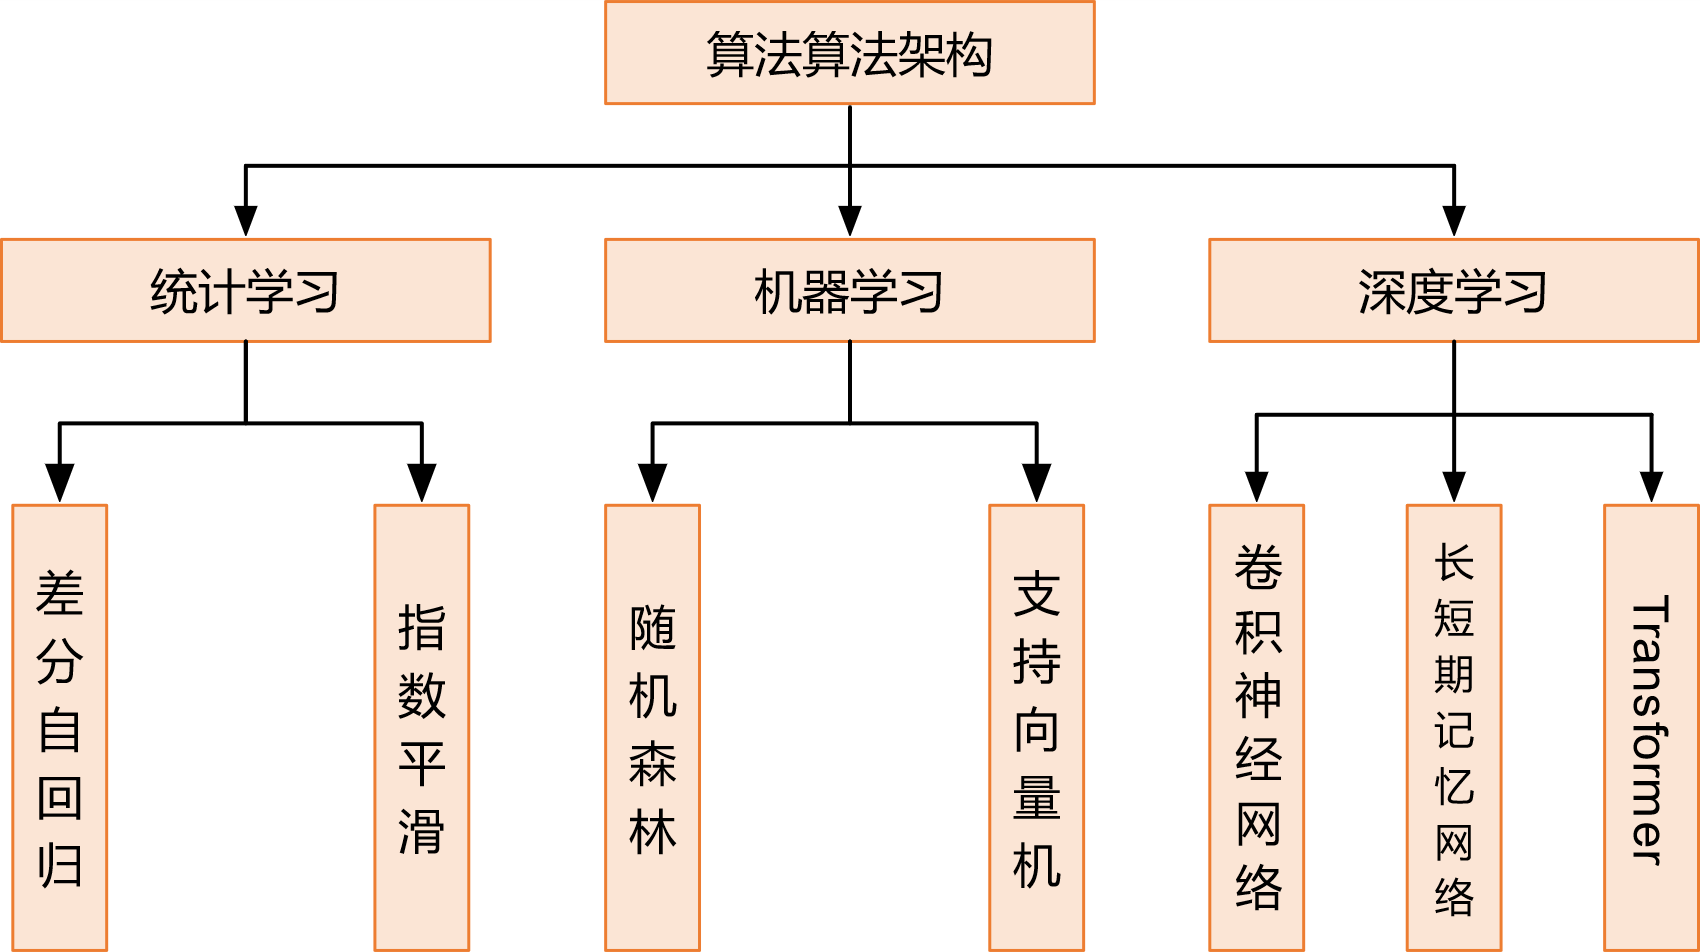 算法算法架构
统计学习
机器学习
深度学习
差分自回归
指数平滑
随机森林
支持向量机
卷积神经网络
长短期记忆网络
Transformer